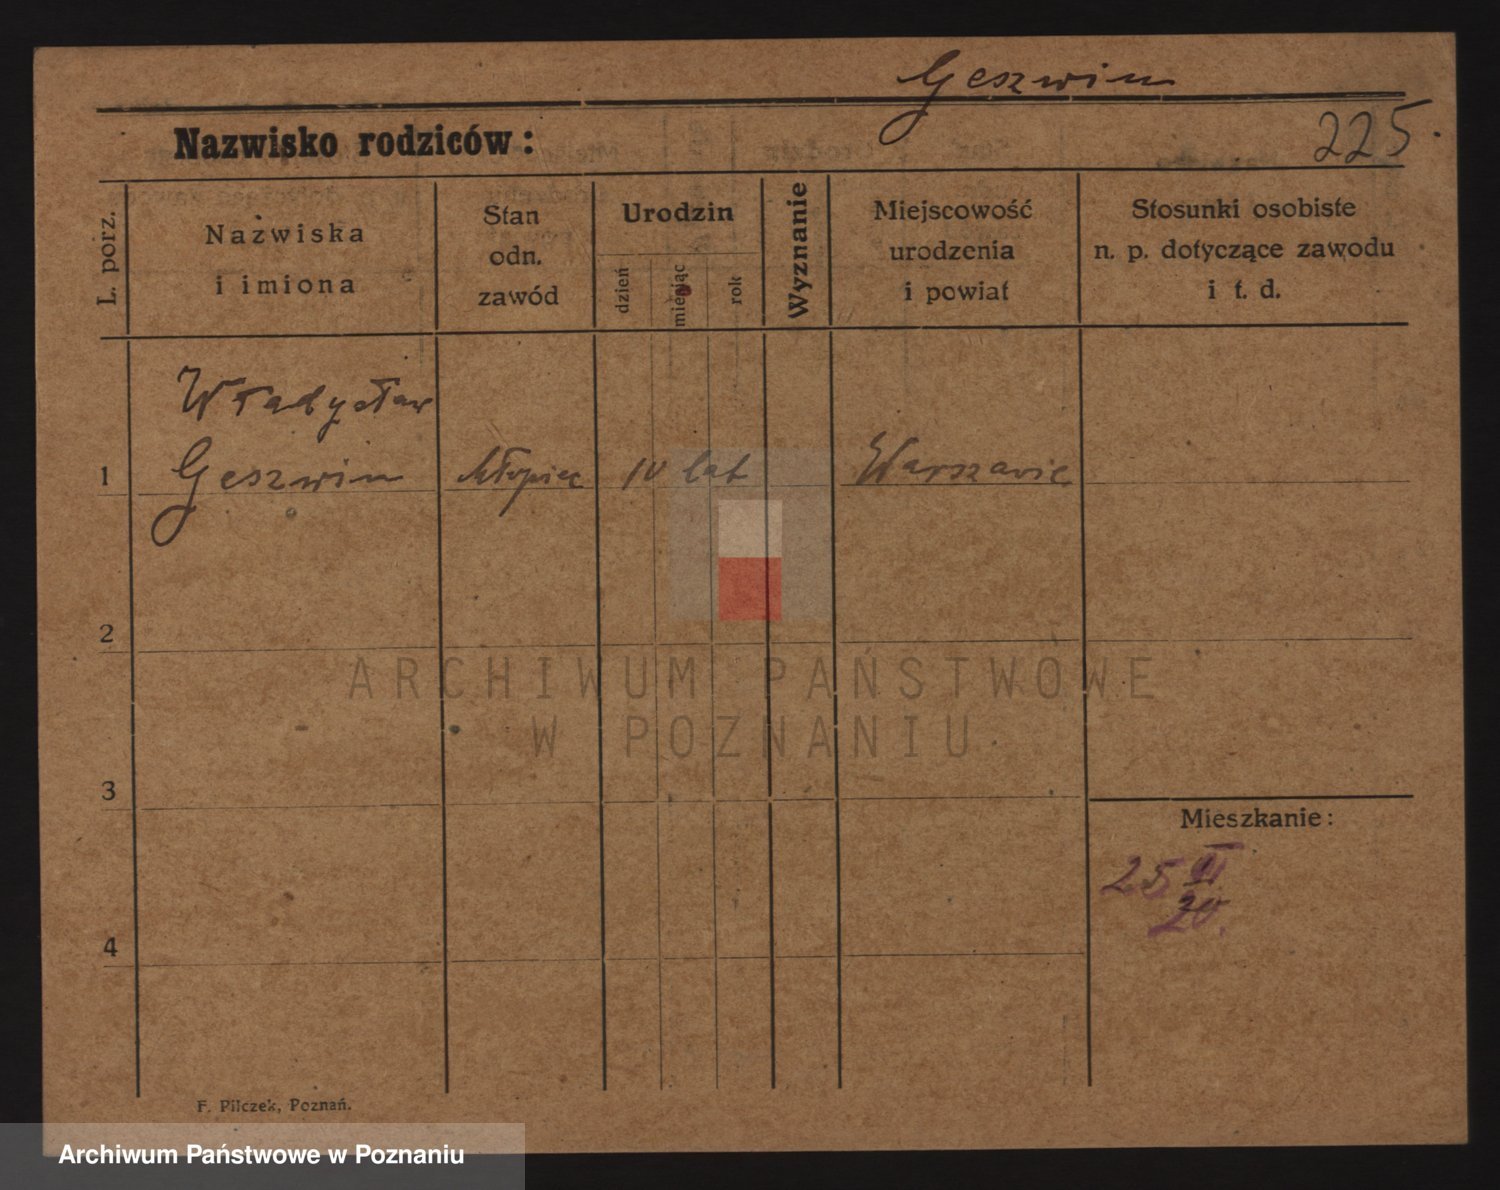 Geszwim
225.
Nazwisko rodziców:
L. porz.
Nazwiska
i imiona
Stan
odn.
zawód
Urodzin
dzień
miesiąc
rok
Wyznanie
Miejscowość
urodzenia
i powiat
Stosunki osobiste
n. p. dotyczące zawodu
i t. d.
Władysław
1 Geszwim chłopiec 10 lat Warszawie
2
3
4
Mieszkanie:
25 VI
20.
F. Pilczek, Poznań.
ARCHIWUM PAŃSTWOWE
W POZNANIU
Archiwum Państwowe w Poznaniu